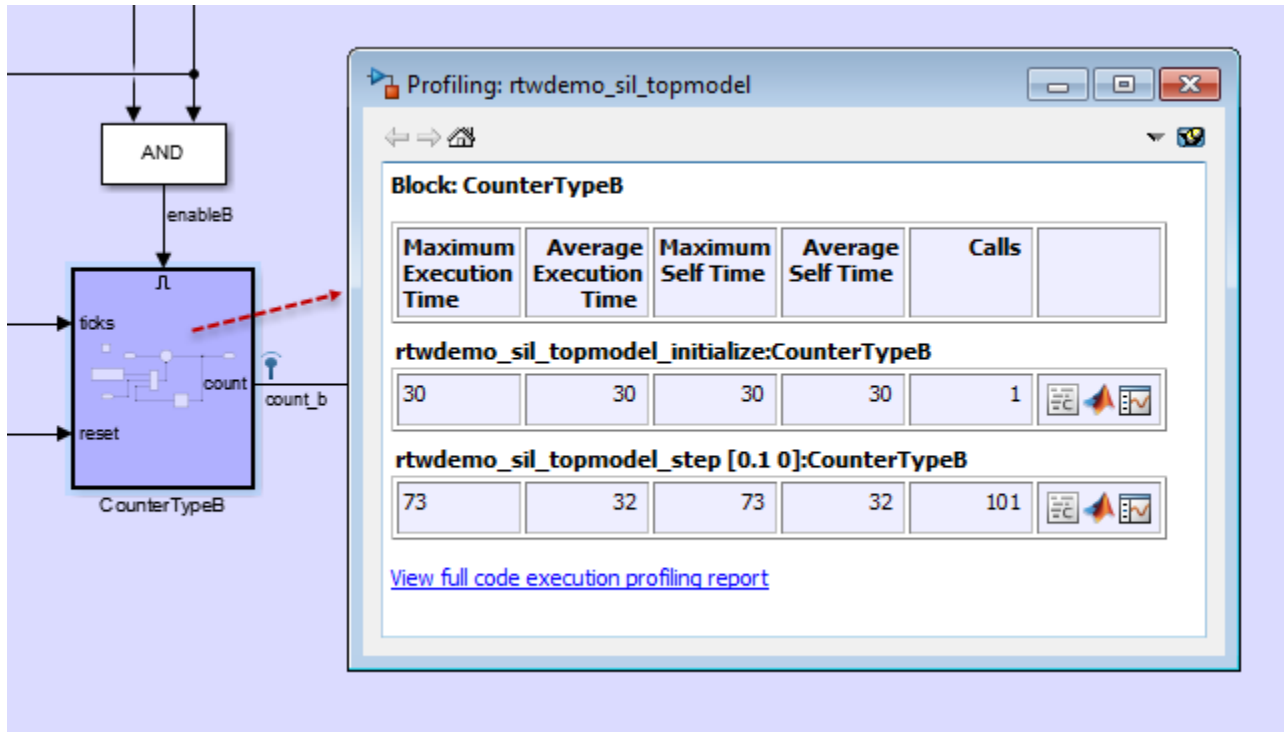 Profiling: rtwdemo_sil_topmodel
AND
enableB
ticks
count
reset
count_b
CounterTypeB
Block: CounterTypeB
Maximum Execution Time
Average Execution Time
Maximum Self Time
Average Self Time
Calls
rtwdemo_sil_topmodel_initialize:CounterTypeB
30 30 30 30 1
rtwdemo_sil_topmodel_step [0.1 0]:CounterTypeB
73 32 73 32 101
View full code execution profiling report